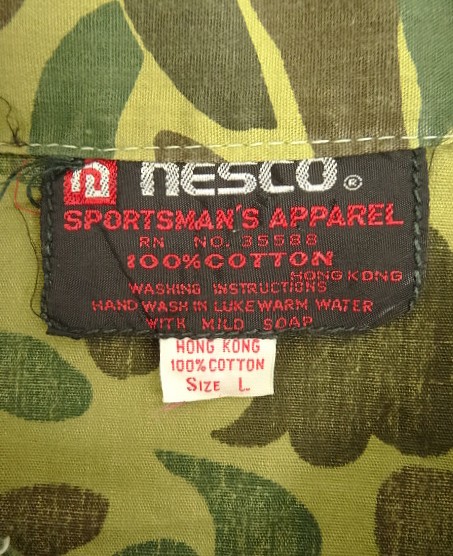 nesco®
SPORTSMAN'S APPAREL
RN NO. 35588
100% COTTON
HONG KONG
WASHING INSTRUCTIONS
HAND WASH IN LUKEWARM WATER
WITH MILD SOAP
HONG KONG
100% COTTON
SIZE L